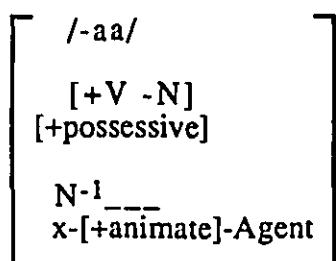 /-aa/
[+V -N]
[+possessive]
N-1___
x-[+animate]-Agent